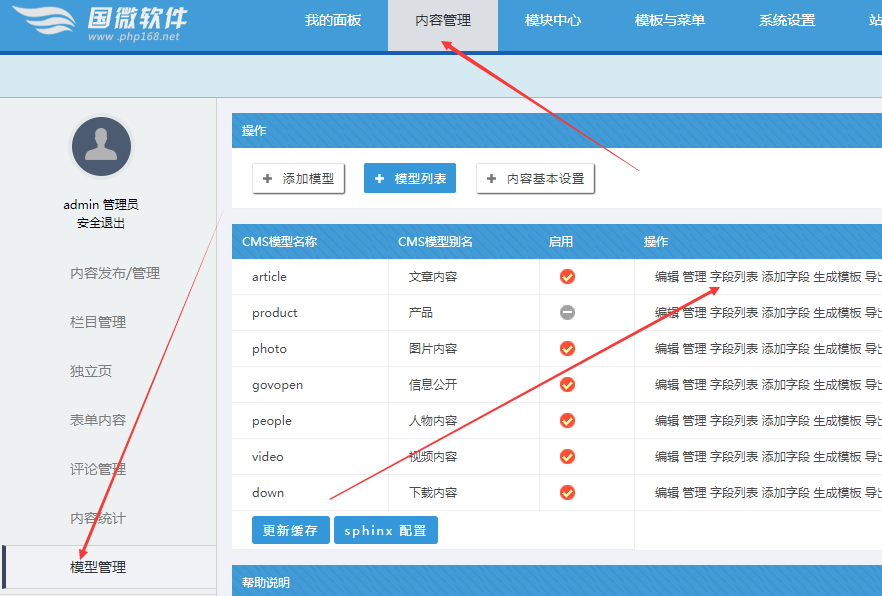 国微软件
www.php168.net
我的面板 内容管理 模块中心 模板与菜单 系统设置 站
admin 管理员
安全退出
内容发布/管理
栏目管理
独立页
表单内容
评论管理
内容统计
模型管理
操作
+ 添加模型 + 模型列表 + 内容基本设置
CMS模型名称 CMS模型别名 启用 操作
article 文章内容 编辑 管理 字段列表 添加字段 生成模板 导出
product 产品 编辑 管理 字段列表 添加字段 生成模板 导出
photo 图片内容 编辑 管理 字段列表 添加字段 生成模板 导出
govopen 信息公开 编辑 管理 字段列表 添加字段 生成模板 导出
people 人物内容 编辑 管理 字段列表 添加字段 生成模板 导出
video 视频内容 编辑 管理 字段列表 添加字段 生成模板 导出
down 下载内容 编辑 管理 字段列表 添加字段 生成模板 导出
更新缓存 sphinx 配置
帮助说明